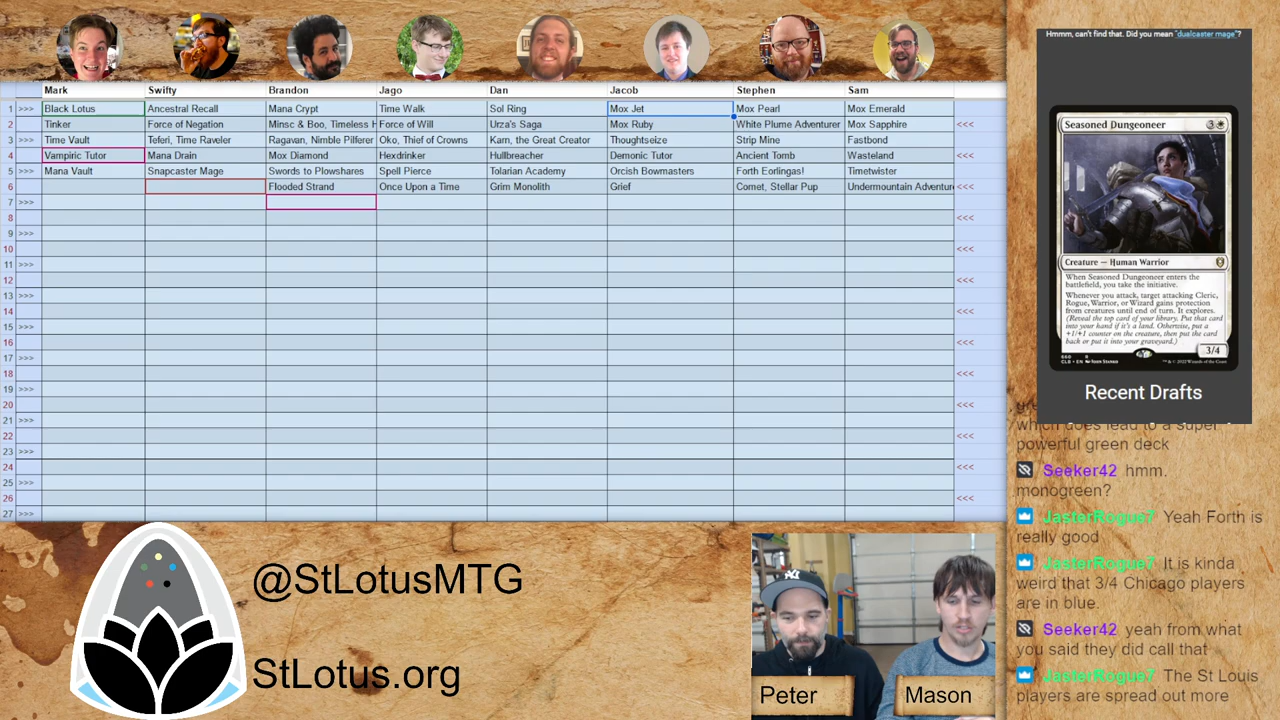 Mark Swifty Brandon Jago Dan Jacob Stephen Sam
1 >>> Black Lotus Ancestral Recall Mana Crypt Time Walk Sol Ring Mox Jet Mox Pearl Mox Emerald
2 Tinker Force of Negation Minsc & Boo, Timeless H Force of Will Urza's Saga Mox Ruby White Plume Adventurer Mox Sapphire <<<
3 >>> Time Vault Teferi, Time Raveler Ragavan, Nimble Pilferer Oko, Thief of Crowns Karn, the Great Creator Thoughtseize Strip Mine Fastbond
4 Vampiric Tutor Mana Drain Mox Diamond Hexdrinker Hullbreacher Demonic Tutor Ancient Tomb Wasteland <<<
5 >>> Mana Vault Snapcaster Mage Swords to Plowshares Spell Pierce Tolarian Academy Orcish Bowmasters Forth Eorlingas! Timetwister
6 Flooded Strand Once Upon a Time Grim Monolith Grief Comet, Stellar Pup Undermountain Adventure <<<
7 >>>
8 <<<
9 >>>
10 <<<
11 >>>
12 <<<
13 >>>
14 <<<
15 >>>
16 <<<
17 >>>
18 <<<
19 >>>
20 <<<
21 >>>
22 <<<
23 >>>
24 <<<
25 >>>
26 <<<
27 >>>
@StLotusMTG
StLotus.org
Peter
Mason
Hmmm, can't find that. Did you mean "dualcaster mage"?
Seasoned Dungeoneer 3
Creature — Human Warrior
When Seasoned Dungeoneer enters the
battlefield, you take the initiative.
Whenever you attack, target attacking Cleric,
Rogue, Warrior, or Wizard gains protection
from creatures until end of turn. It explores.
(Reveal the top card of your library. Put that card
into your hand if it's a land. Otherwise, put a
+1/+1 counter on the creature, then put the card
back or put it into your graveyard.)
3/4
Recent Drafts
which does lead to a super
powerful green deck
Seeker42 hmm.
monogreen?
JasterRogue7 Yeah Forth is
really good
JasterRogue7 It is kinda
weird that 3/4 Chicago players
are in blue.
Seeker42 yeah from what
you said they did call that
JasterRogue7 The St Louis
players are spread out more